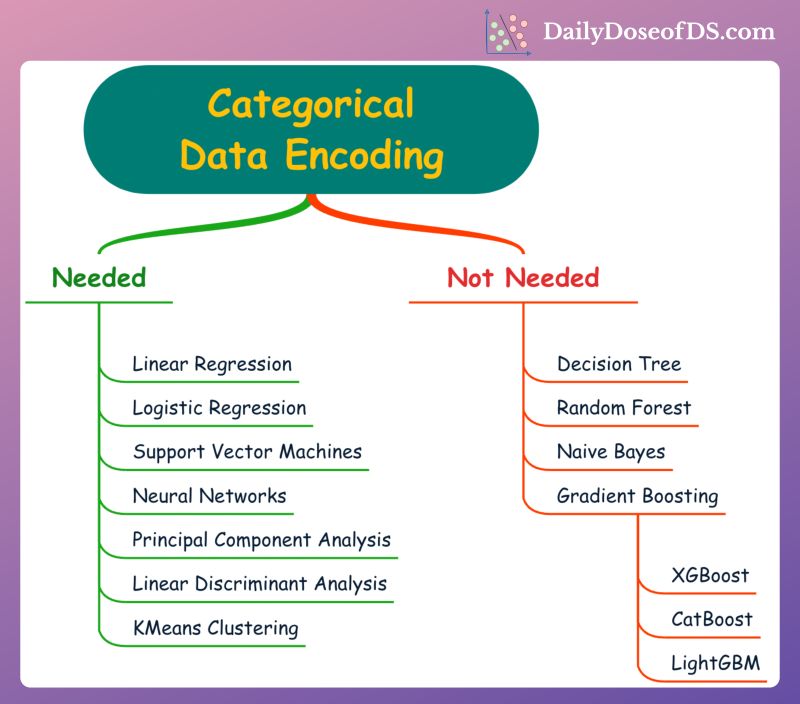 DailyDoseofDS.com
Categorical
Data Encoding
Needed
Linear Regression
Logistic Regression
Support Vector Machines
Neural Networks
Principal Component Analysis
Linear Discriminant Analysis
KMeans Clustering
Not Needed
Decision Tree
Random Forest
Naive Bayes
Gradient Boosting
XGBoost
CatBoost
LightGBM